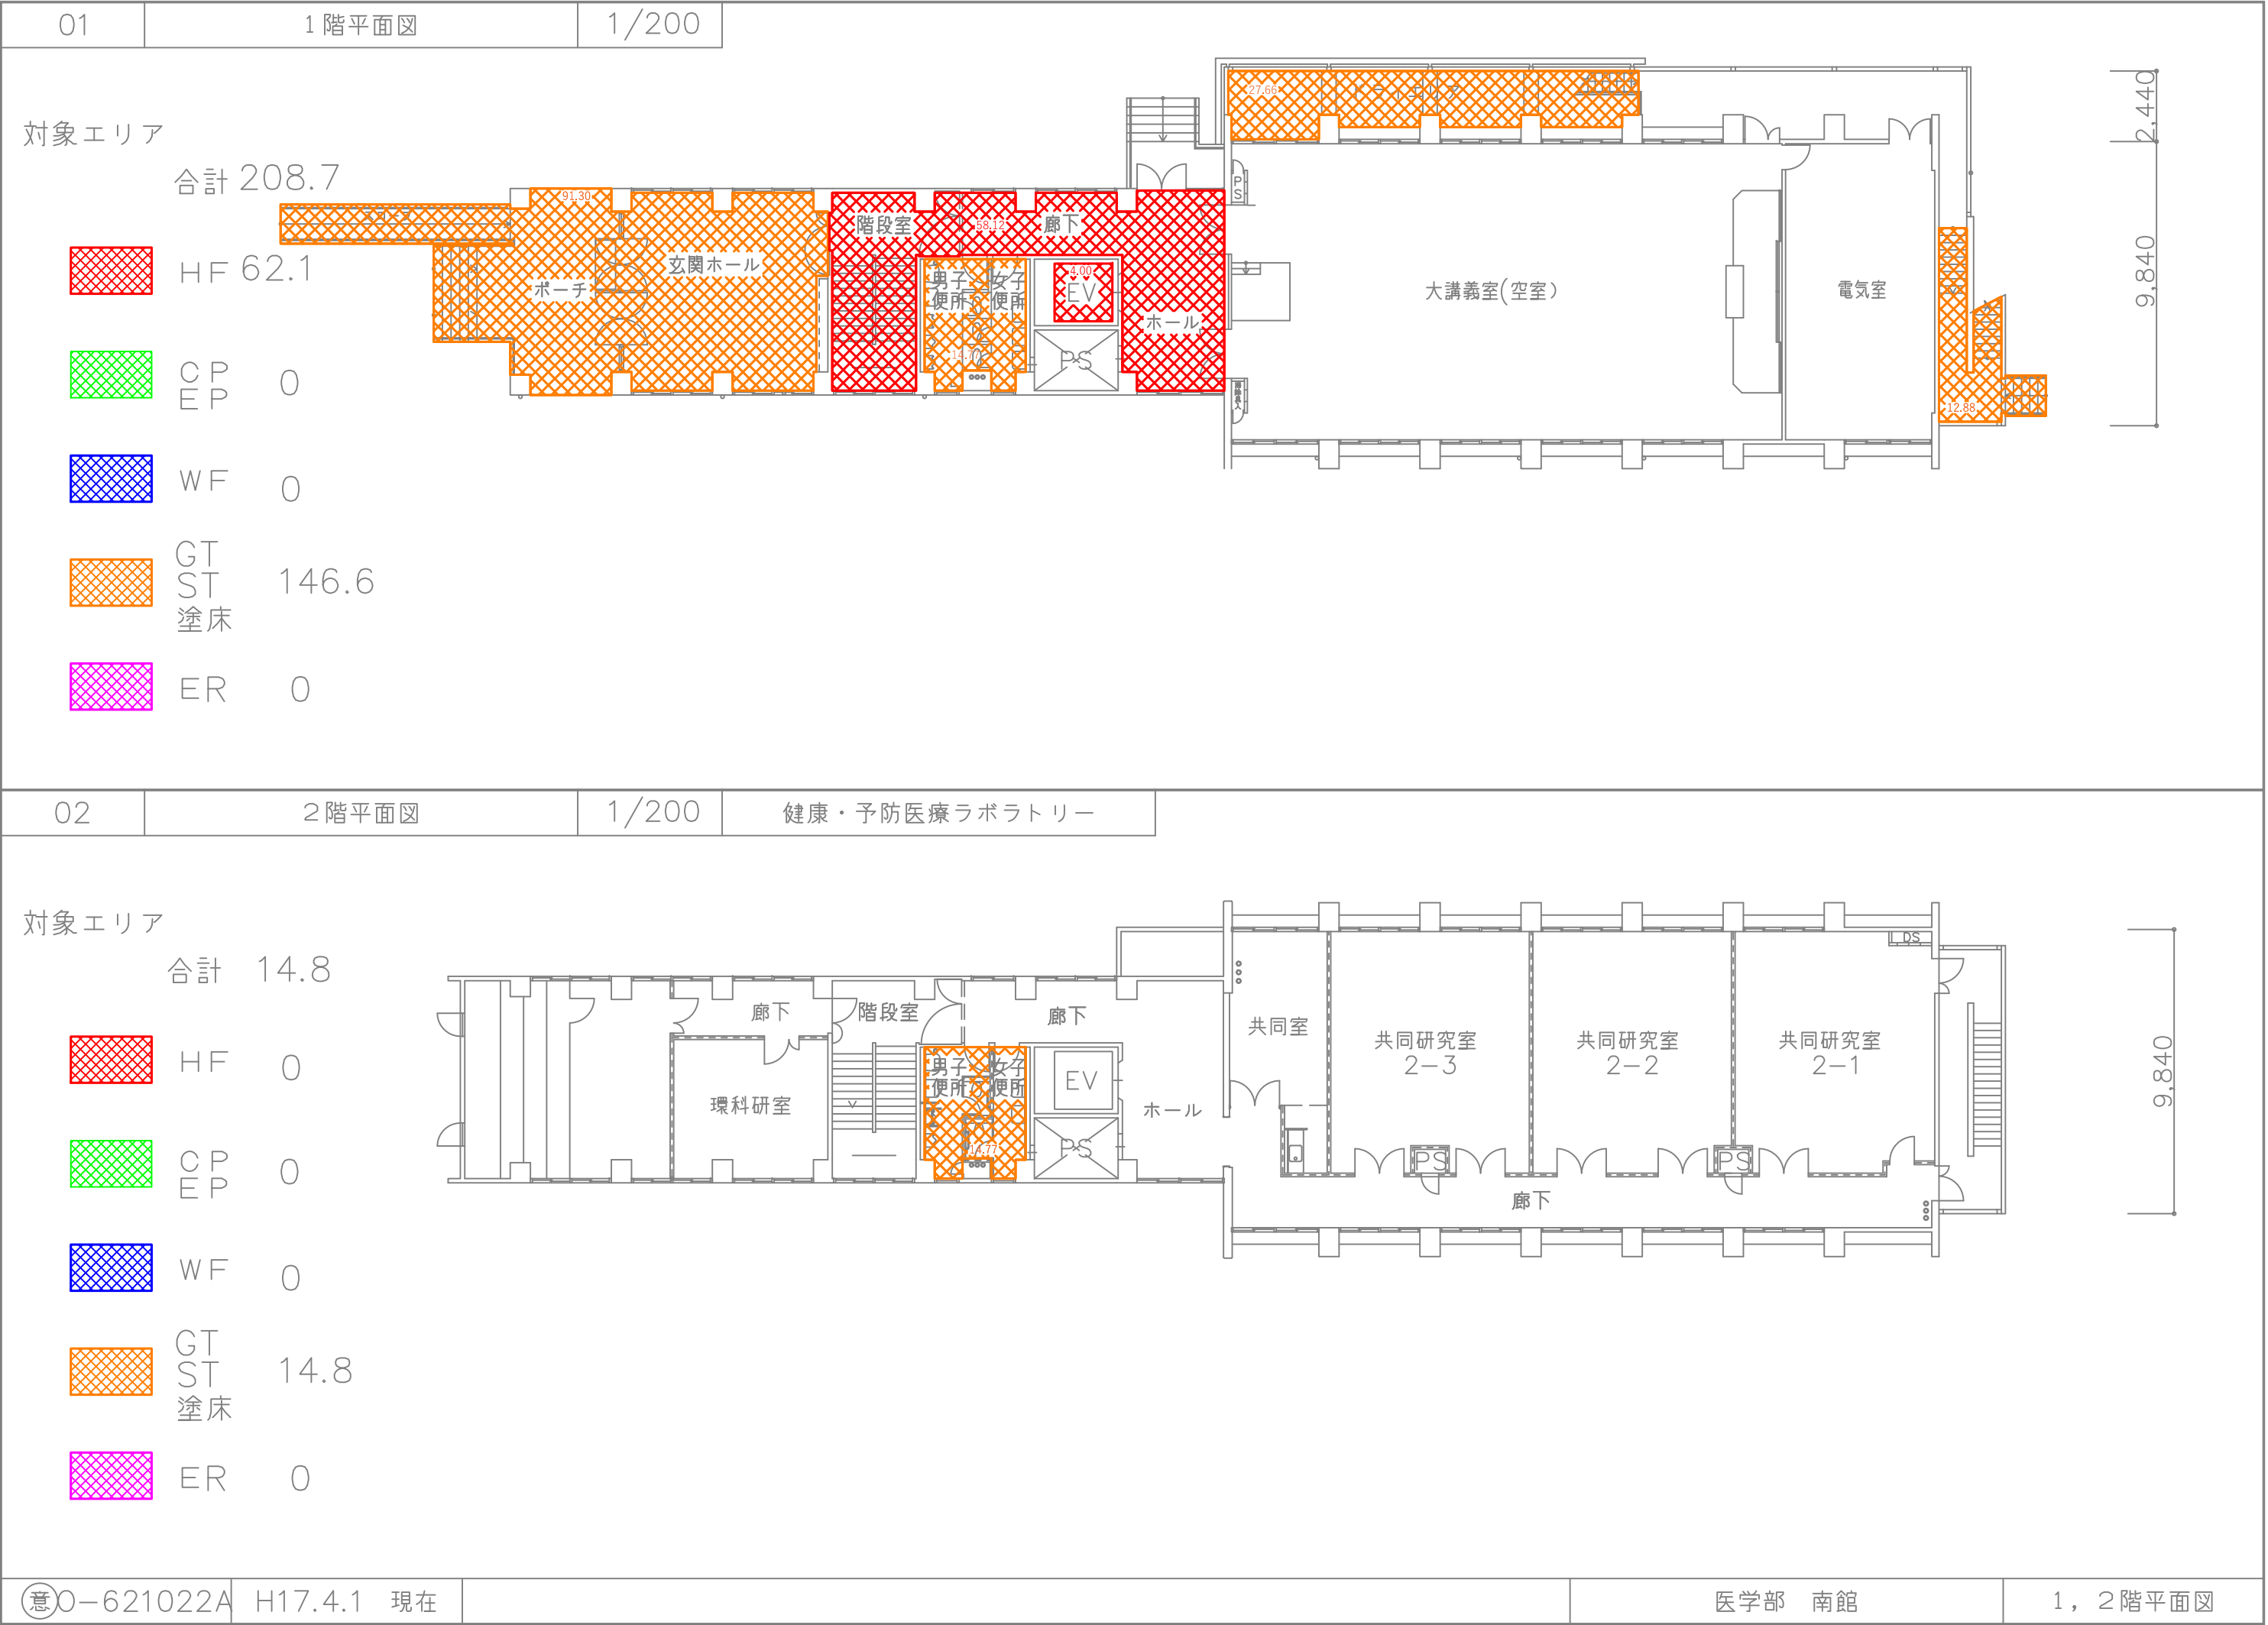 01
1階平面図
1/200
対象エリア
合計 208.7
HF 62.1
CP
EP
0
WF 0
GT
ST
塗床
146.6
ER 0
27.66
91.30
スロープ
ポーチ
玄関ホール
階段室
58.12
廊下
男子
便所
女子
便所
14.77
4.00
EV
PS
ホール
PS
大講義室(空室)
電気室
12.88
2,440
9,840
02
2階平面図
1/200
健康・予防医療ラボラトリー
対象エリア
合計 14.8
HF 0
CP
EP
0
WF 0
GT
ST
塗床
14.8
ER 0
廊下
環科研室
階段室
廊下
男子
便所
女子
便所
14.77
EV
PS
ホール
共同室
共同研究室
2-3
共同研究室
2-2
共同研究室
2-1
DS
PS
PS
廊下
9,840
意O-621022A
H17.4.1 現在
医学部 南館
1, 2階平面図